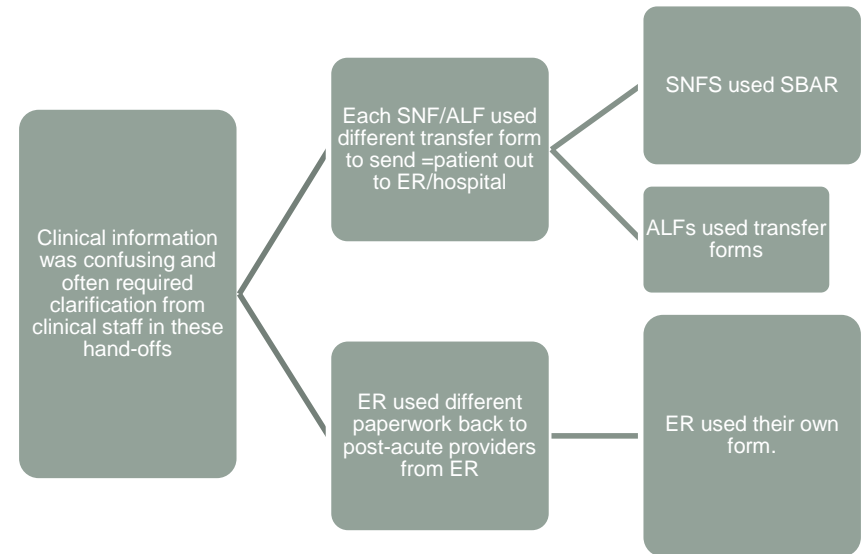 Clinical information
was confusing and
often required
clarification from
clinical staff in these
hand-offs
Each SNF/ALF used
different transfer form
to send =patient out
to ER/hospital
SNFS used SBAR
ALFs used transfer
forms
ER used different
paperwork back to
post-acute providers
from ER
ER used their own
form.